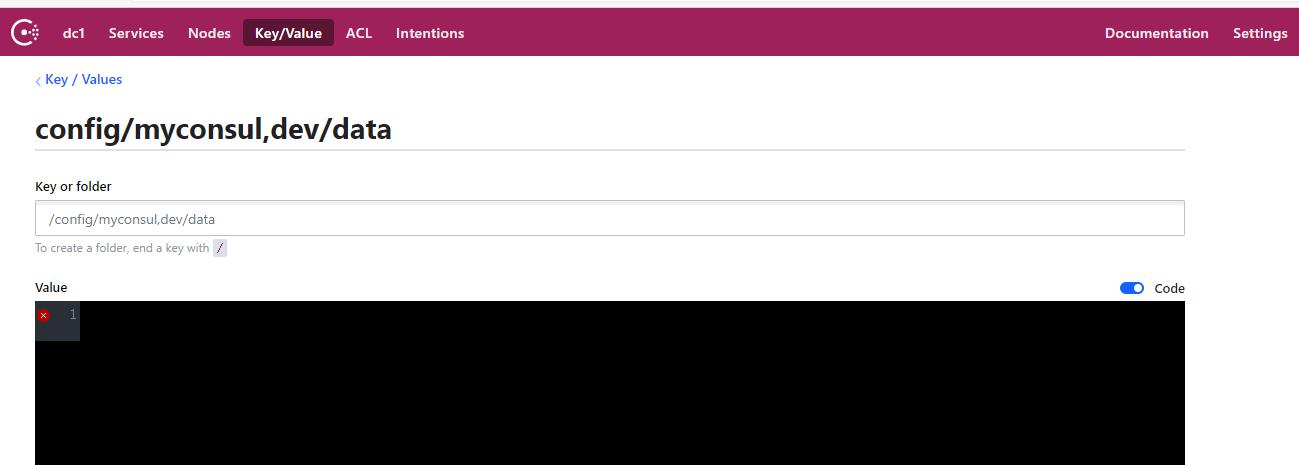 dc1 Services Nodes Key/Value ACL Intentions Documentation Settings
Key / Values
config/myconsul,dev/data
Key or folder
/config/myconsul,dev/data
To create a folder, end a key with /
Value Code
1